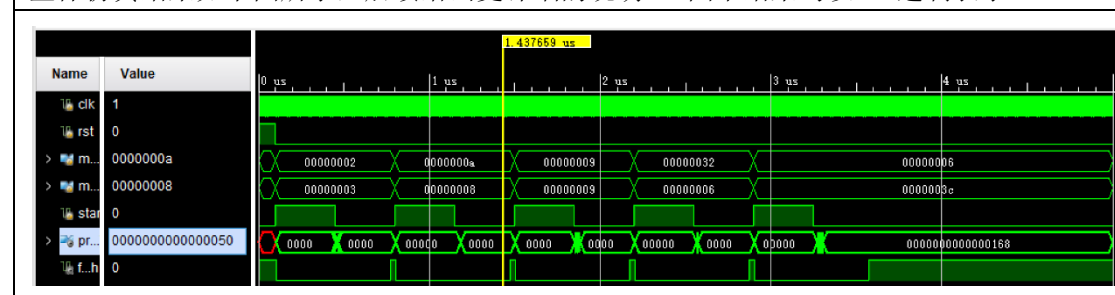 1.437659 us
Name Value
0 us 1 us 2 us 3 us 4 us
clk 1
rst 0
m... 0000000a 00000002 0000000a 00000009 00000032 00000006
m... 00000008 00000003 00000008 00000009 00000006 0000003c
star 0
pr... 0000000000000050 0000 0000 00000 0000 0000 0000 00000 0000 00000 0000000000000168
f...h 0